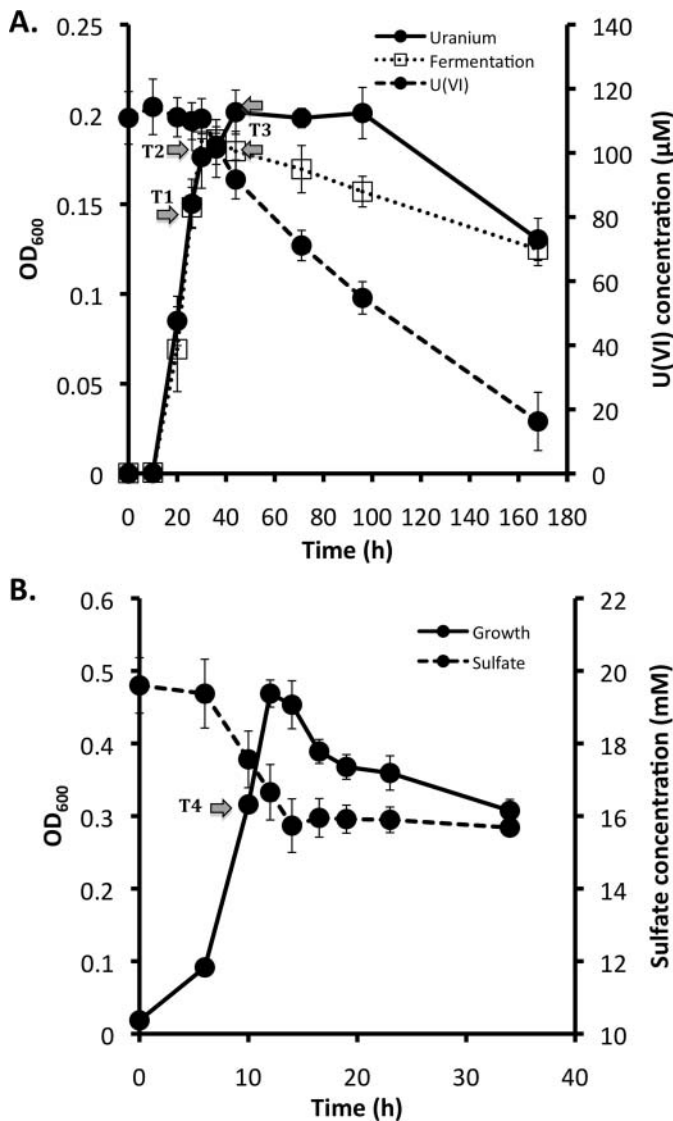 A.
Uranium
Fermentation
U(VI)
0.25
0.2
0.15
0.1
0.05
0
OD600
140
120
100
80
60
40
20
0
U(VI) concentration (µM)
T1
T2
T3
0 20 40 60 80 100 120 140 160 180
Time (h)
B.
Growth
Sulfate
0.6
0.5
0.4
0.3
0.2
0.1
0
OD600
22
20
18
16
14
12
10
Sulfate concentration (mM)
T4
0 10 20 30 40
Time (h)